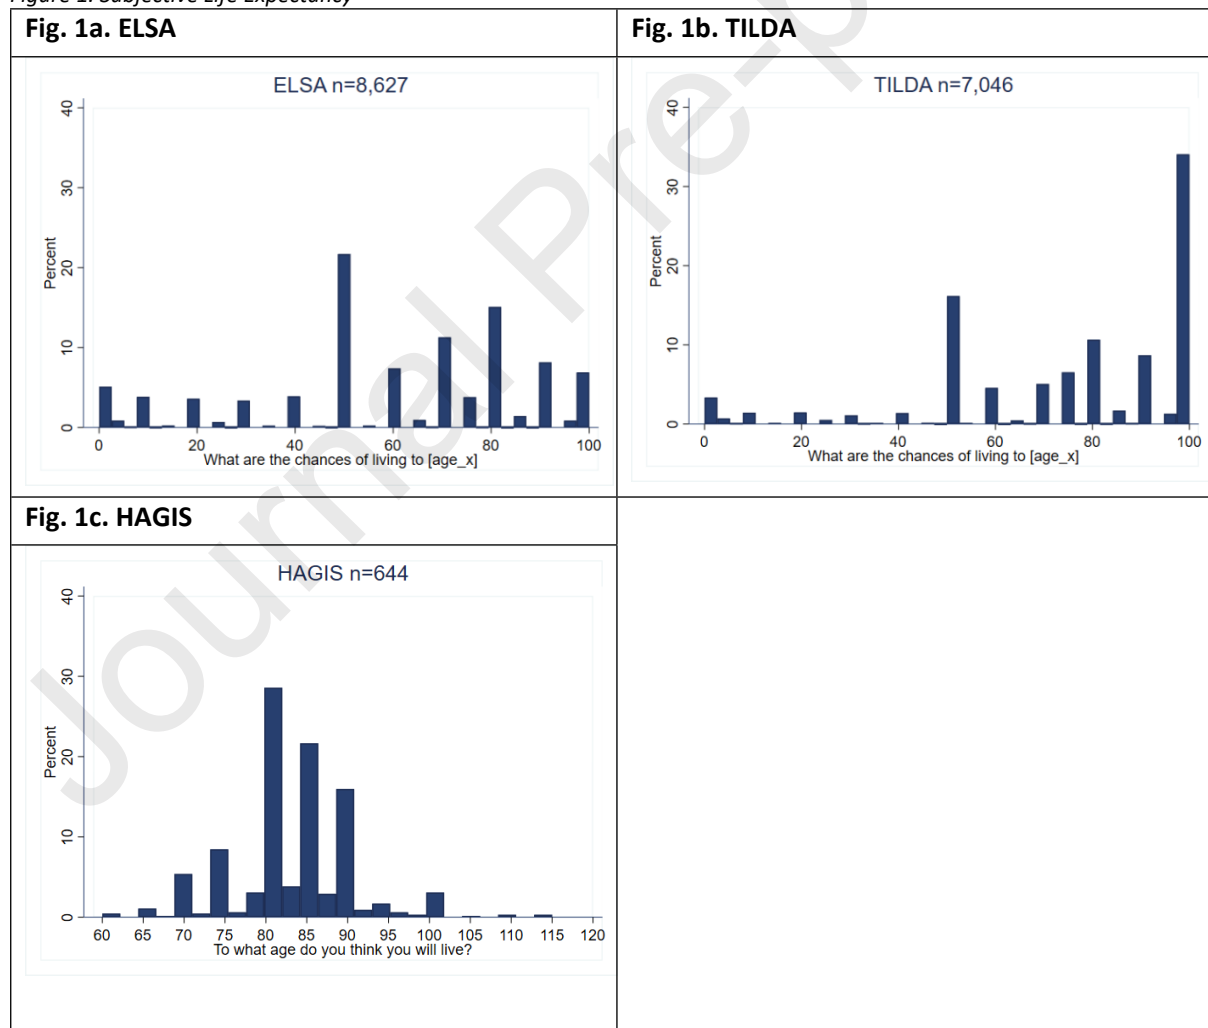 Figure 1. Subjective Life Expectancy
Fig. 1a. ELSA
Fig. 1b. TILDA
ELSA n=8,627
40
30
20
10
0
Percent
0 20 40 60 80 100
What are the chances of living to [age_x]
TILDA n=7,046
40
30
20
10
0
Percent
0 20 40 60 80 100
What are the chances of living to [age_x]
Fig. 1c. HAGIS
HAGIS n=644
40
30
20
10
0
Percent
60 65 70 75 80 85 90 95 100 105 110 115 120
To what age do you think you will live?
Journal Pre-p